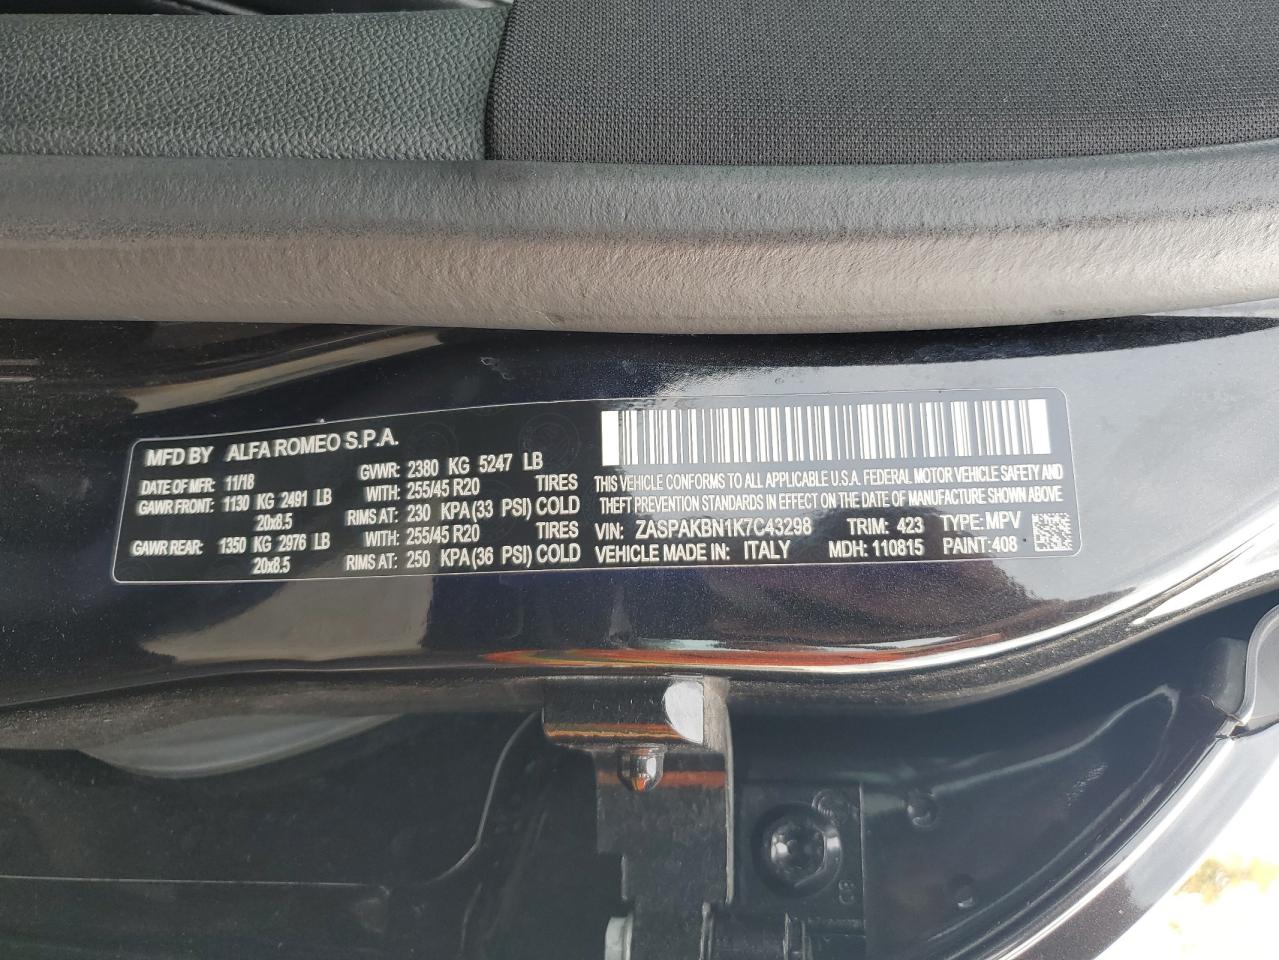 MFD BY ALFA ROMEO S.P.A.
DATE OF MFR: 11/18 GVWR: 2380 KG 5247 LB
GAWR FRONT: 1130 KG 2491 LB WITH: 255/45 R20 TIRES
20x8.5 RIMS AT: 230 KPA (33 PSI) COLD
GAWR REAR: 1350 KG 2976 LB WITH: 255/45 R20 TIRES
20x8.5 RIMS AT: 250 KPA (36 PSI) COLD
THIS VEHICLE CONFORMS TO ALL APPLICABLE U.S.A. FEDERAL MOTOR VEHICLE SAFETY AND
THEFT PREVENTION STANDARDS IN EFFECT ON THE DATE OF MANUFACTURE SHOWN ABOVE
VIN: ZASPAKBN1K7C43298 TRIM: 423 TYPE: MPV
VEHICLE MADE IN: ITALY MDH: 110815 PAINT: 408